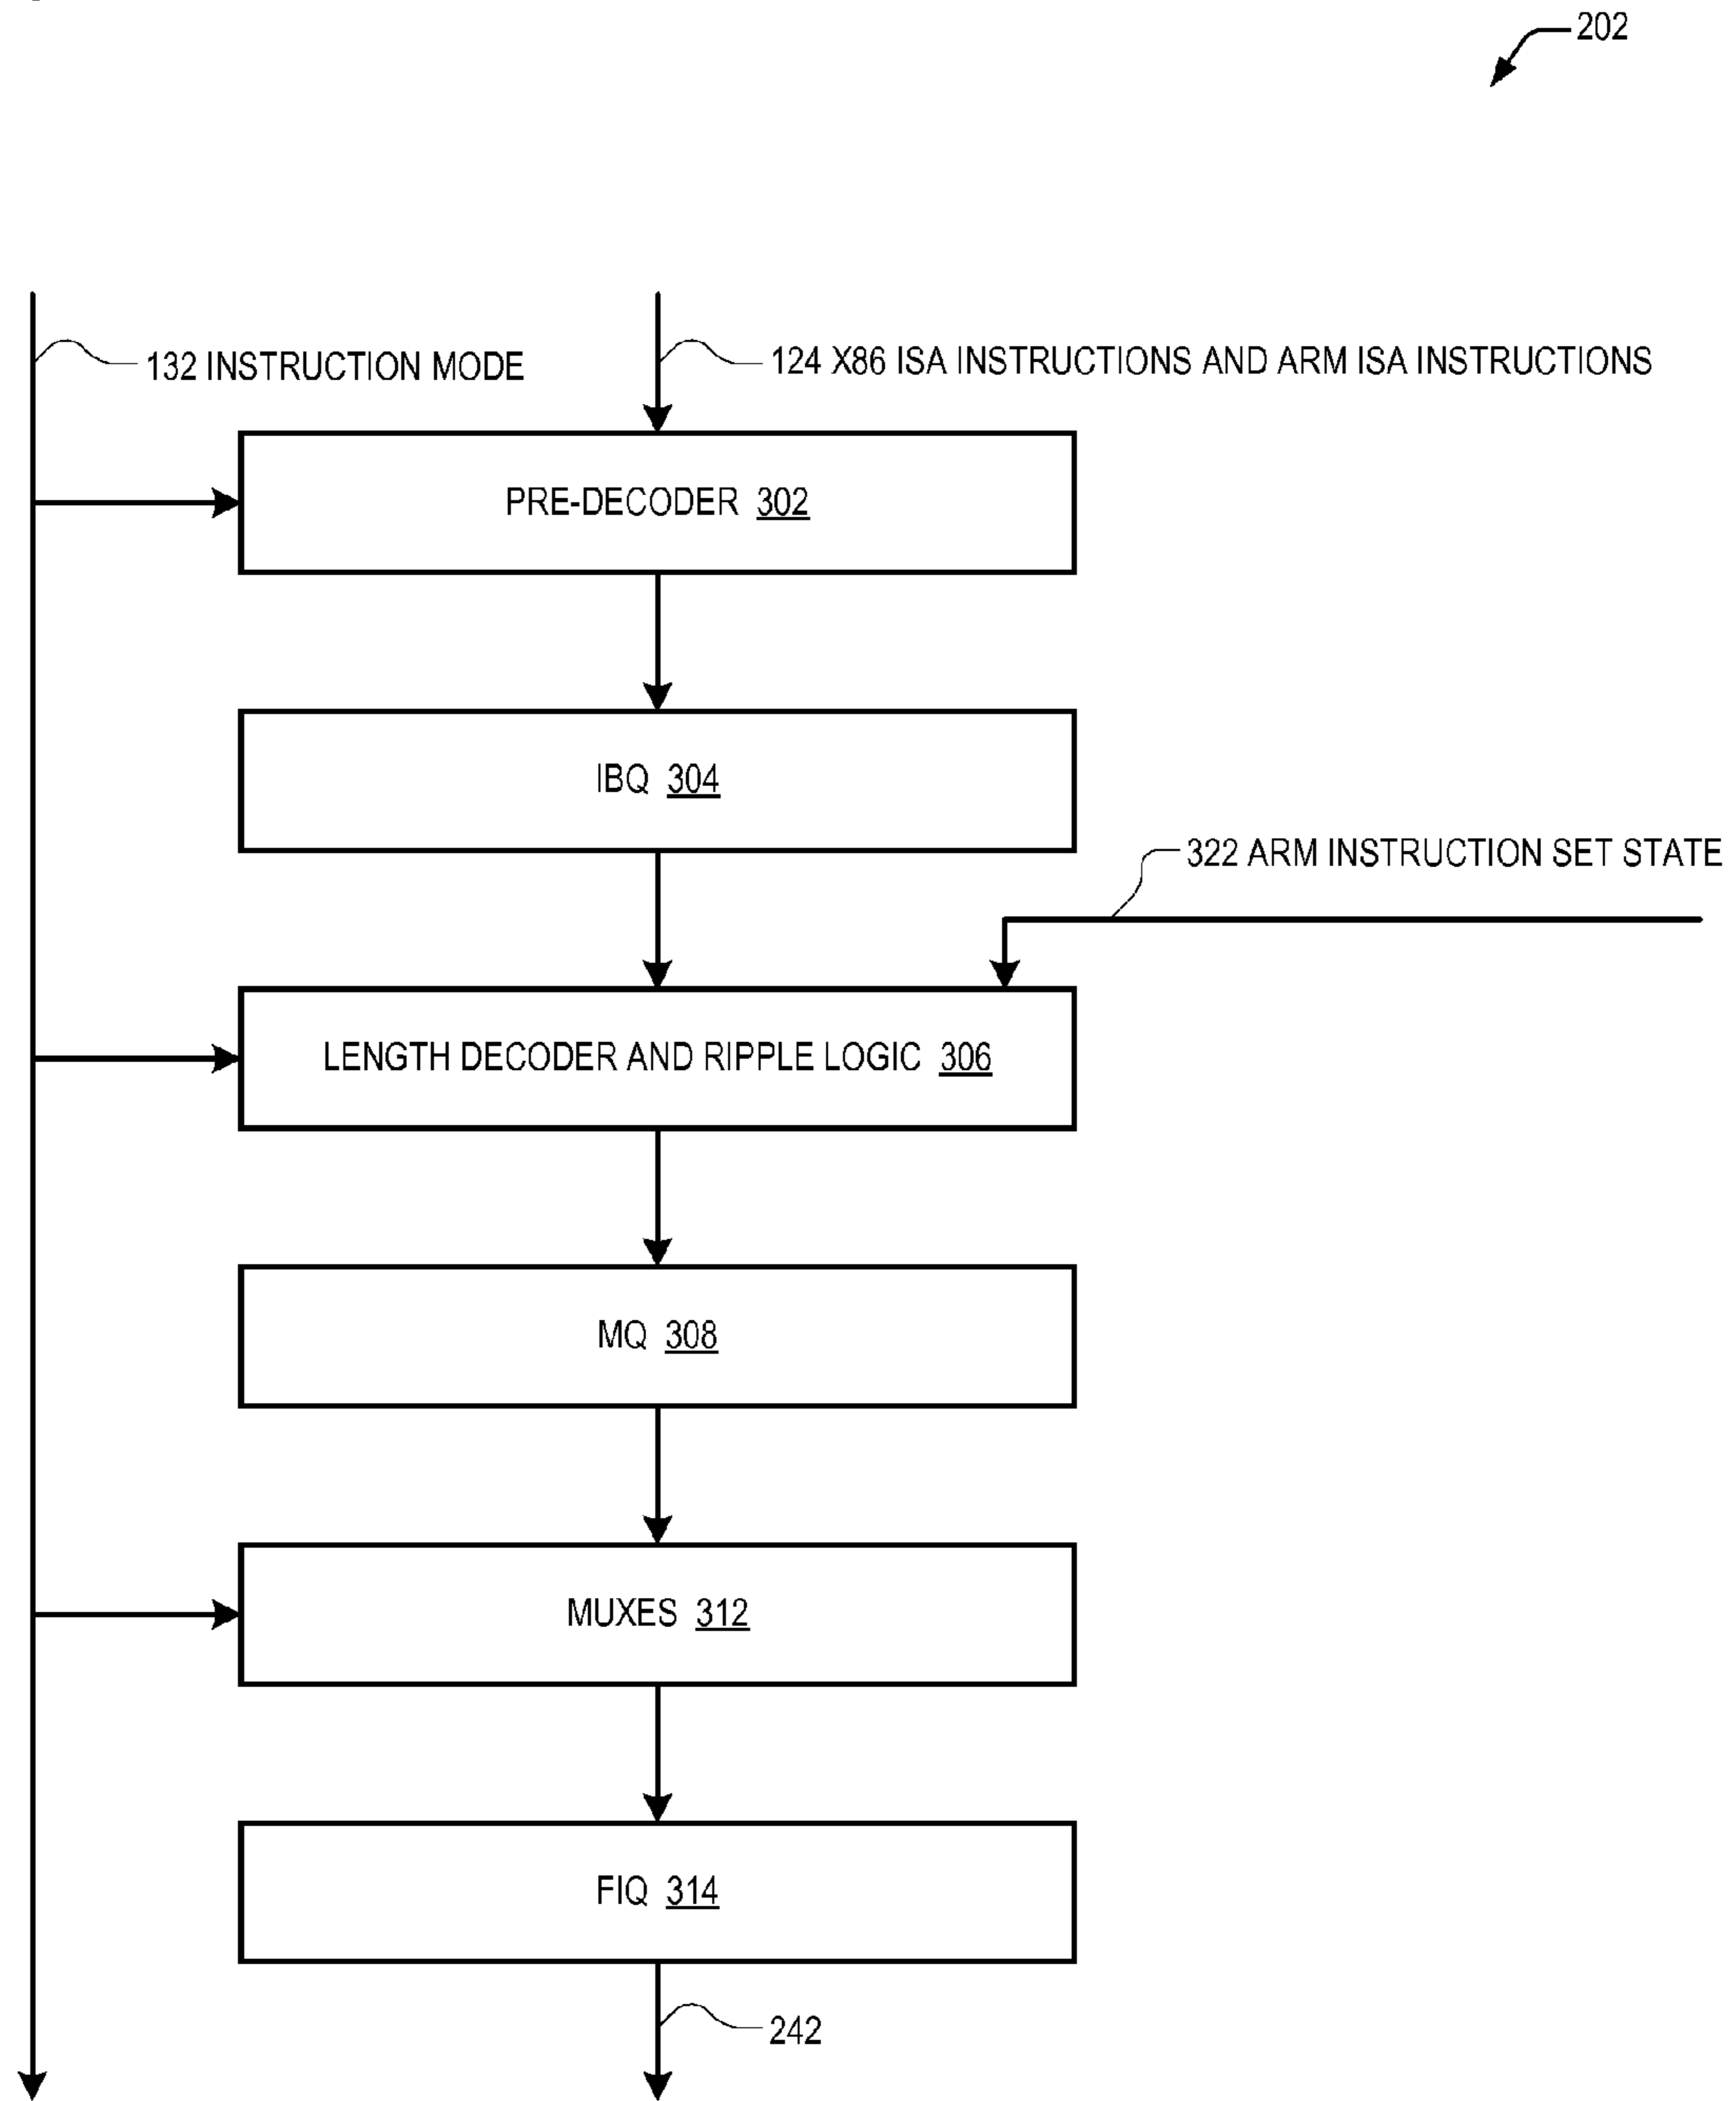 202
132 INSTRUCTION MODE
124 X86 ISA INSTRUCTIONS AND ARM ISA INSTRUCTIONS
PRE-DECODER 302
IBQ 304
322 ARM INSTRUCTION SET STATE
LENGTH DECODER AND RIPPLE LOGIC 306
MQ 308
MUXES 312
FIQ 314
242